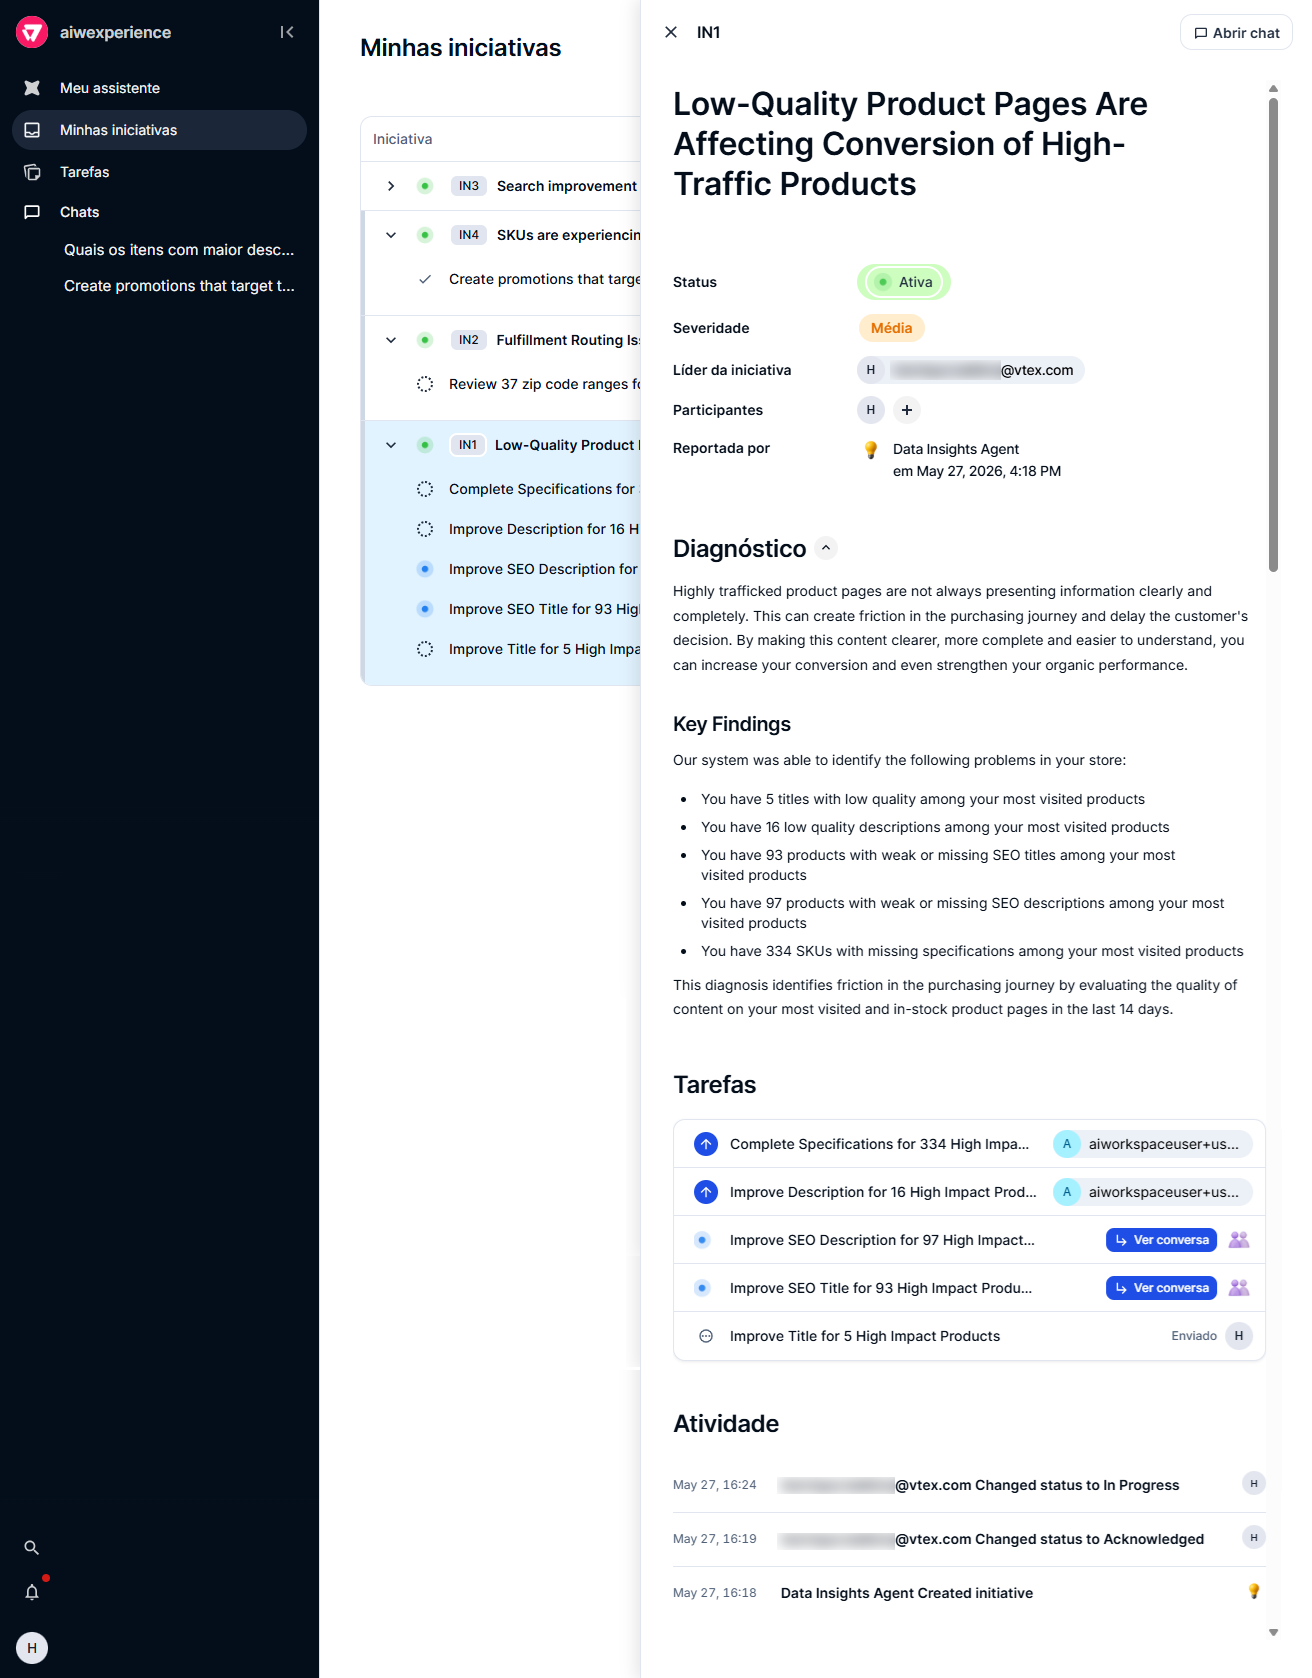 aiwexperience
Meu assistente
Minhas iniciativas
Tarefas
Chats
Quais os itens com maior desc...
Create promotions that target t...
H
Minhas iniciativas
Iniciativa
IN3 Search improvement
IN4 SKUs are experiencin
Create promotions that targe
IN2 Fulfillment Routing Is
Review 37 zip code ranges fo
IN1 Low-Quality Product
Complete Specifications for
Improve Description for 16 H
Improve SEO Description for
Improve SEO Title for 93 Hig
Improve Title for 5 High Impa
IN1
Abrir chat
Low-Quality Product Pages Are
Affecting Conversion of High-
Traffic Products
Status Ativa
Severidade Média
Líder da iniciativa H @vtex.com
Participantes H +
Reportada por Data Insights Agent
em May 27, 2026, 4:18 PM
Diagnóstico
Highly trafficked product pages are not always presenting information clearly and
completely. This can create friction in the purchasing journey and delay the customer's
decision. By making this content clearer, more complete and easier to understand, you
can increase your conversion and even strengthen your organic performance.
Key Findings
Our system was able to identify the following problems in your store:
• You have 5 titles with low quality among your most visited products
• You have 16 low quality descriptions among your most visited products
• You have 93 products with weak or missing SEO titles among your most
visited products
• You have 97 products with weak or missing SEO descriptions among your most
visited products
• You have 334 SKUs with missing specifications among your most visited products
This diagnosis identifies friction in the purchasing journey by evaluating the quality of
content on your most visited and in-stock product pages in the last 14 days.
Tarefas
Complete Specifications for 334 High Impa... A aiworkspaceuser+us...
Improve Description for 16 High Impact Prod... A aiworkspaceuser+us...
Improve SEO Description for 97 High Impact... Ver conversa
Improve SEO Title for 93 High Impact Produ... Ver conversa
Improve Title for 5 High Impact Products Enviado H
Atividade
May 27, 16:24 @vtex.com Changed status to In Progress H
May 27, 16:19 @vtex.com Changed status to Acknowledged H
May 27, 16:18 Data Insights Agent Created initiative